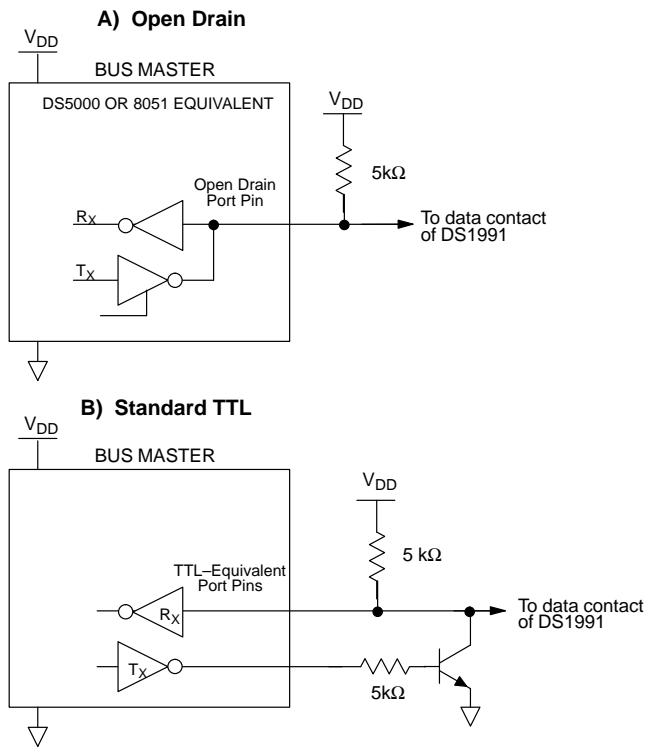 A) Open Drain
VDD
BUS MASTER
DS5000 OR 8051 EQUIVALENT
VDD
5kΩ
Open Drain
Port Pin
RX
To data contact
of DS1991
TX
B) Standard TTL
VDD
BUS MASTER
VDD
5 kΩ
TTL–Equivalent
Port Pins
RX
To data contact
of DS1991
TX
5kΩ